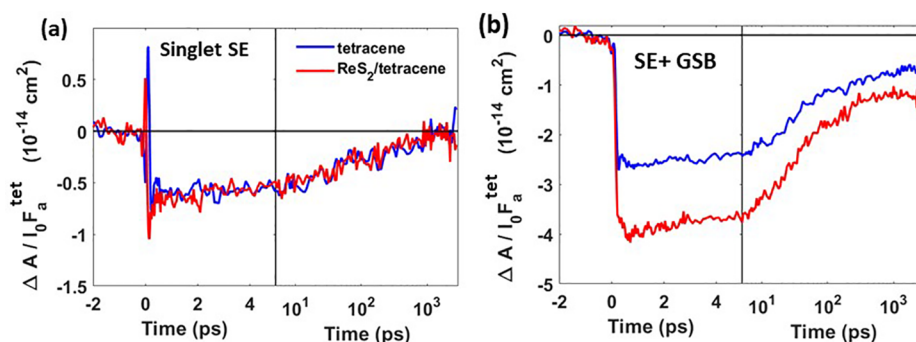 (a)
Singlet SE
tetracene
ReS₂/tetracene
0.5
0
-0.5
-1
-1.5
Δ A / I₀Fₐᵗᵉᵗ (10⁻¹⁴ cm²)
-2 0 2 4 10¹ 10² 10³
Time (ps) Time (ps)
(b)
SE+ GSB
0
-1
-2
-3
-4
-5
Δ A / I₀Fₐᵗᵉᵗ (10⁻¹⁴ cm²)
-2 0 2 4 10¹ 10² 10³
Time (ps) Time (ps)